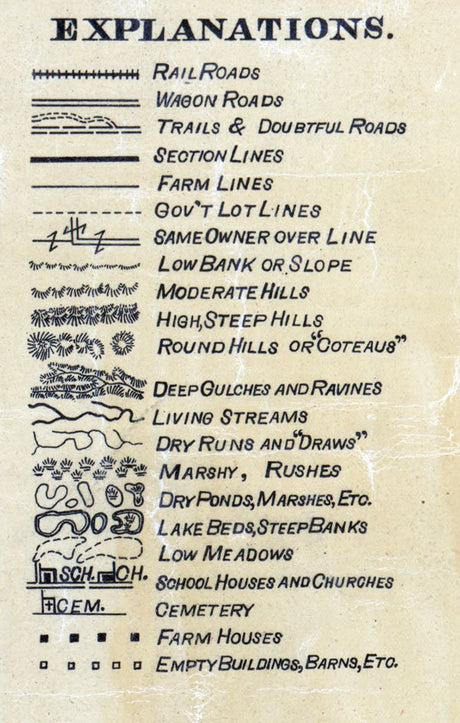 EXPLANATIONS.
RAIL ROADS
WAGON ROADS
TRAILS & DOUBTFUL ROADS
SECTION LINES
FARM LINES
GOV'T LOT LINES
SAME OWNER OVER LINE
LOW BANK OR SLOPE
MODERATE HILLS
HIGH, STEEP HILLS
ROUND HILLS OR "COTEAUS"
DEEP GULCHES AND RAVINES
LIVING STREAMS
DRY RUNS AND "DRAWS"
MARSHY, RUSHES
DRY PONDS, MARSHES, ETC.
LAKE BEDS, STEEP BANKS
LOW MEADOWS
SCH. CH. SCHOOL HOUSES AND CHURCHES
CEM. CEMETERY
FARM HOUSES
EMPTY BUILDINGS, BARNS, ETC.